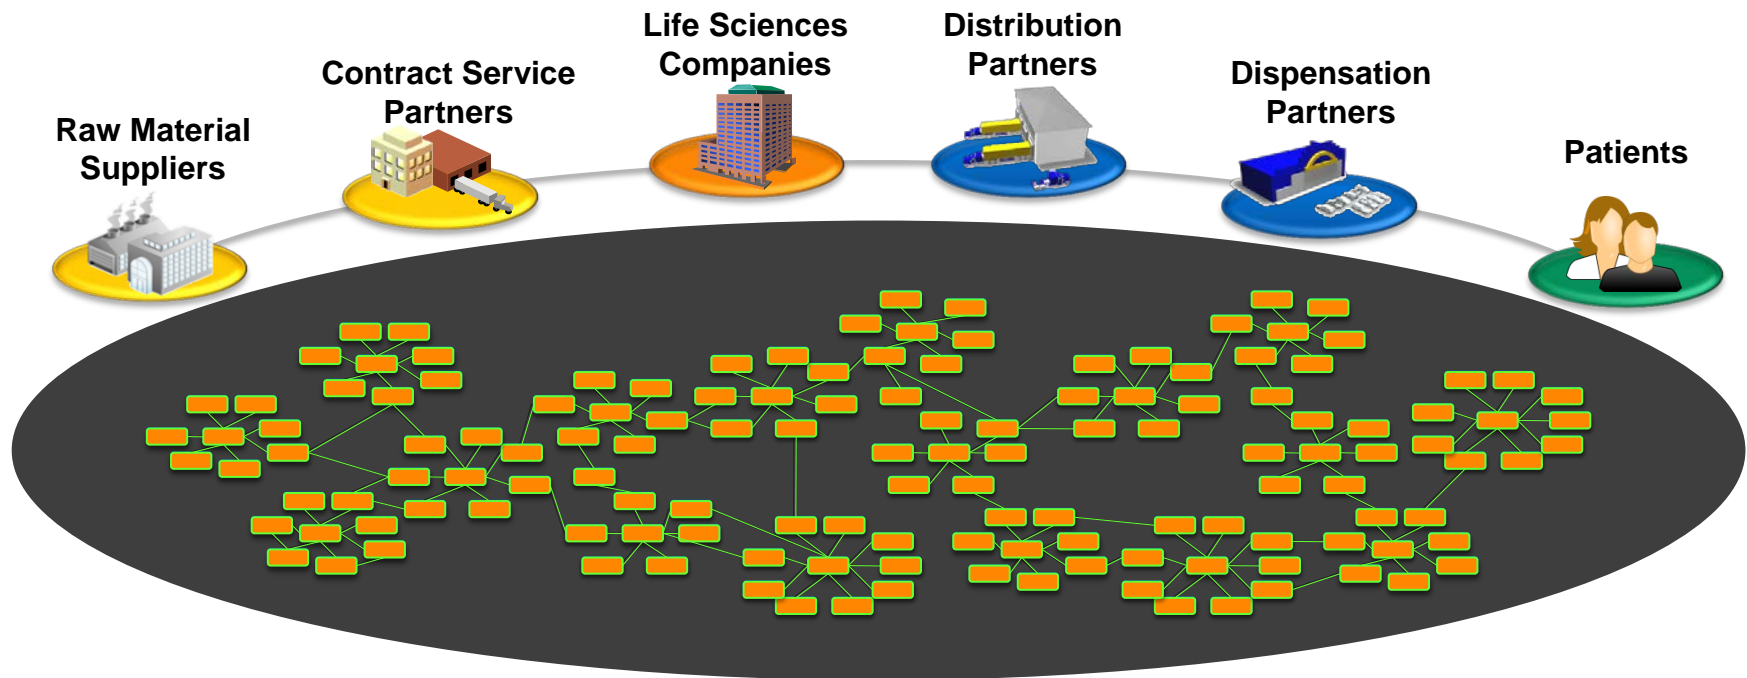 Raw Material
Suppliers
Contract Service
Partners
Life Sciences
Companies
Distribution
Partners
Dispensation
Partners
Patients